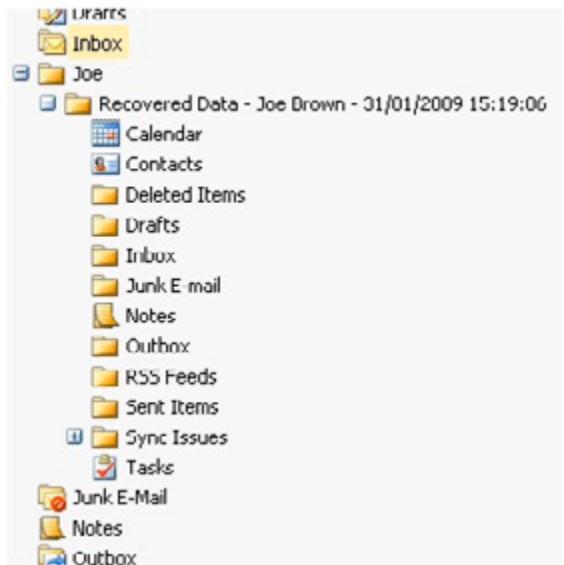 Drafts
Inbox
Joe
Recovered Data - Joe Brown - 31/01/2009 15:19:06
Calendar
Contacts
Deleted Items
Drafts
Inbox
Junk E-mail
Notes
Outbox
RSS Feeds
Sent Items
Sync Issues
Tasks
Junk E-Mail
Notes
Outbox